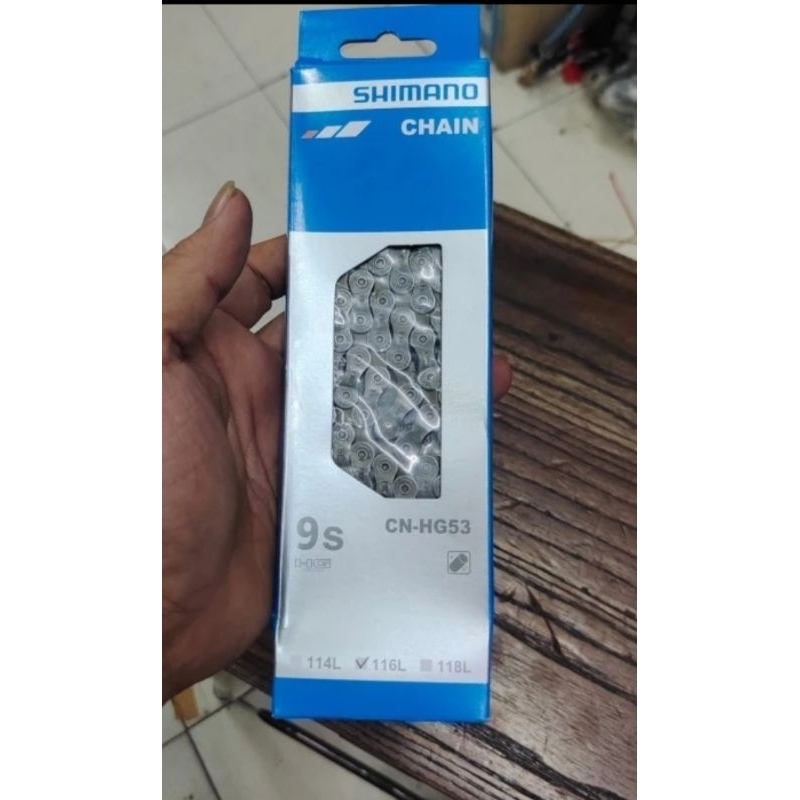 SHIMANO
CHAIN
9s
CN-HG53
HG
114L 116L 118L